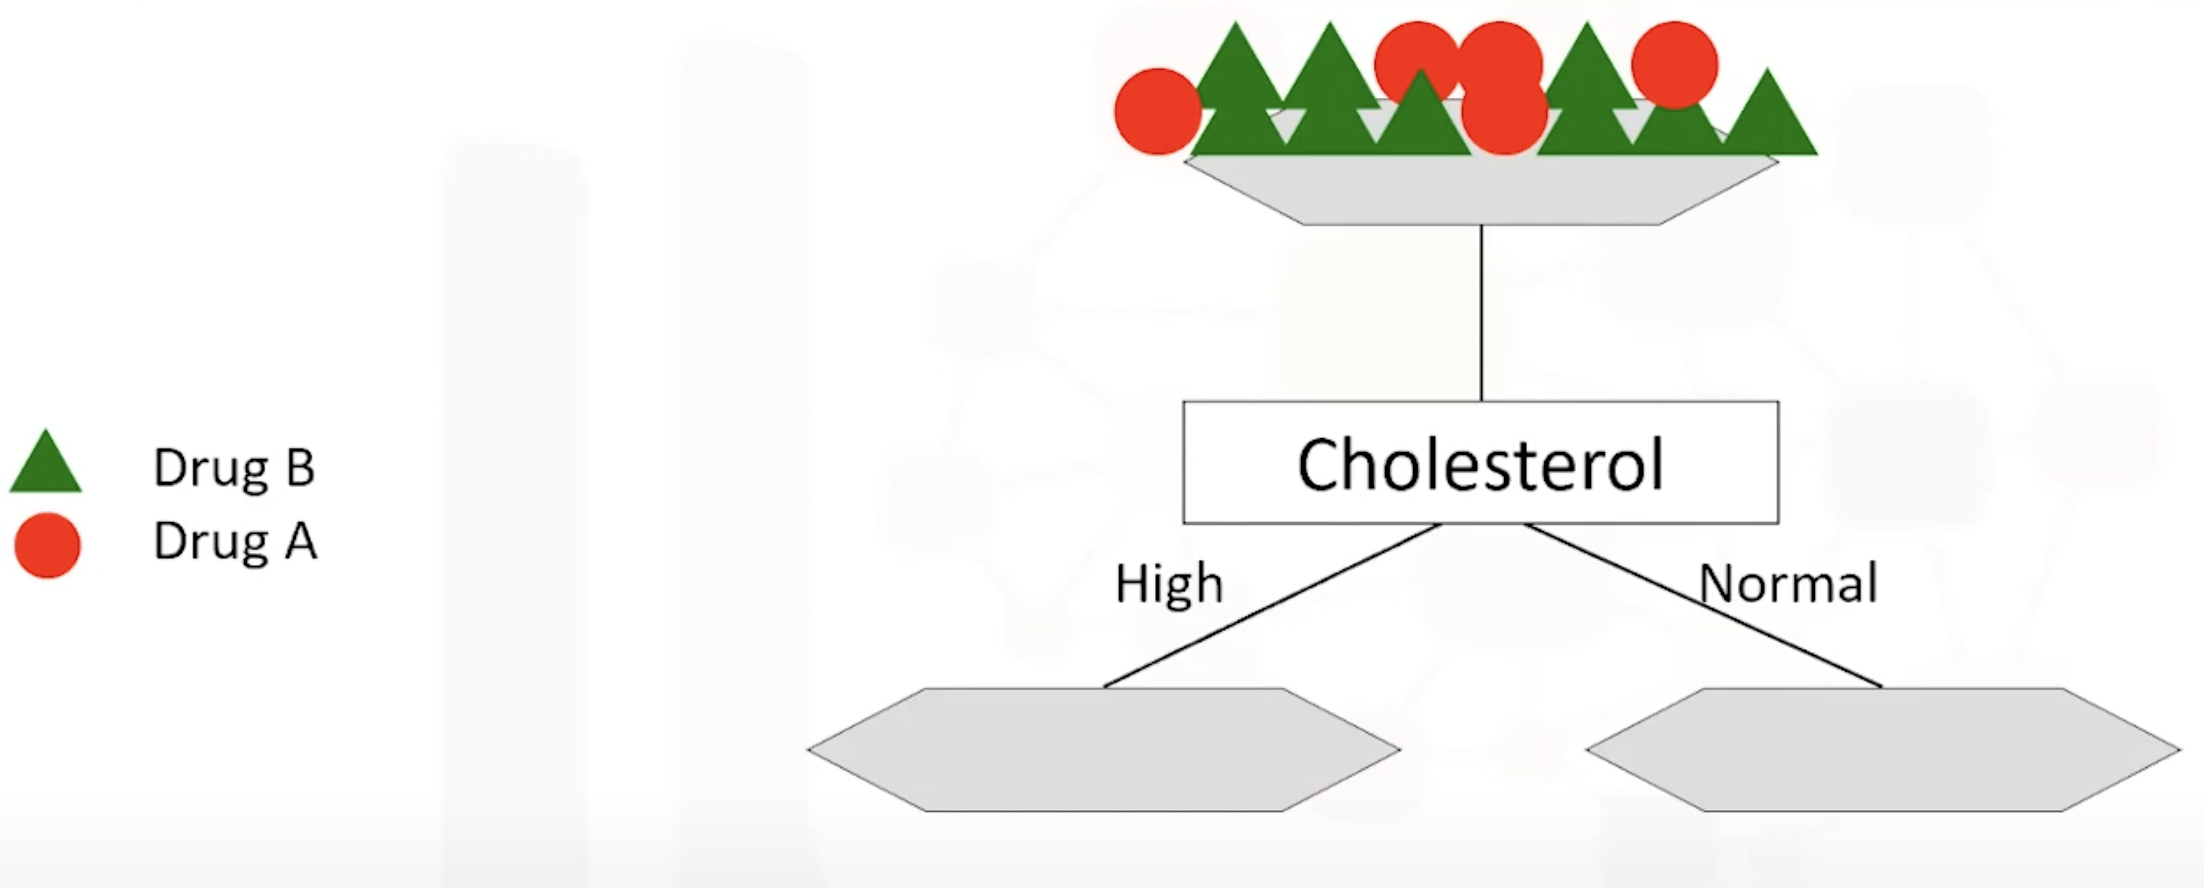 Cholesterol
Drug B
Drug A
High
Normal